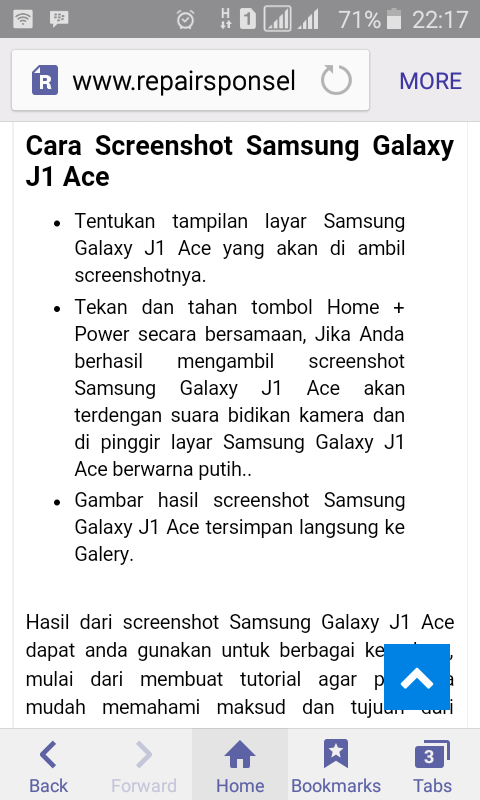 H 1 71% 22:17
R www.repairsponsel MORE
Cara Screenshot Samsung Galaxy
J1 Ace
• Tentukan tampilan layar Samsung
Galaxy J1 Ace yang akan di ambil
screenshotnya.
• Tekan dan tahan tombol Home +
Power secara bersamaan, Jika Anda
berhasil mengambil screenshot
Samsung Galaxy J1 Ace akan
terdengan suara bidikan kamera dan
di pinggir layar Samsung Galaxy J1
Ace berwarna putih..
• Gambar hasil screenshot Samsung
Galaxy J1 Ace tersimpan langsung ke
Galery.
Hasil dari screenshot Samsung Galaxy J1 Ace
dapat anda gunakan untuk berbagai
mulai dari membuat tutorial agar
mudah memahami maksud dan tujuan dari
3
Back Forward Home Bookmarks Tabs